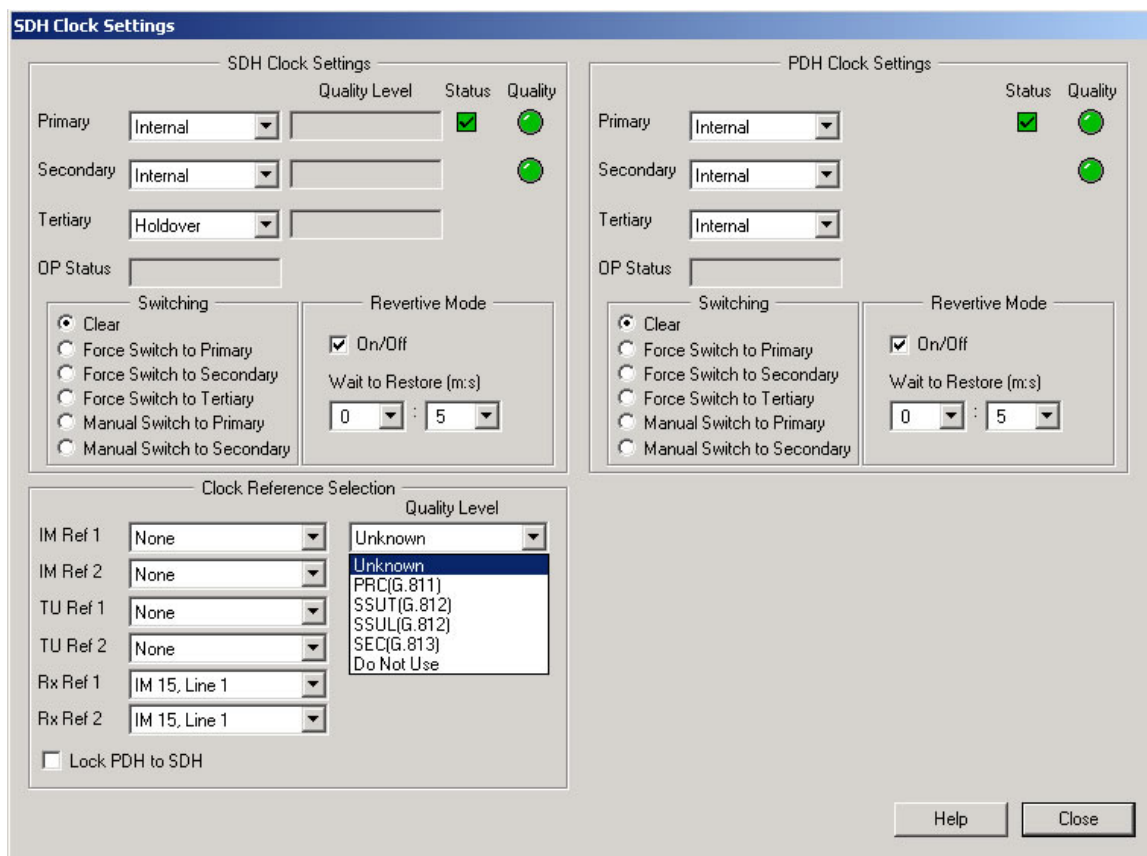 SDH Clock Settings
SDH Clock Settings
Quality Level Status Quality
Primary Internal
Secondary Internal
Tertiary Holdover
OP Status
Switching
Clear
Force Switch to Primary
Force Switch to Secondary
Force Switch to Tertiary
Manual Switch to Primary
Manual Switch to Secondary
Revertive Mode
On/Off
Wait to Restore (m:s)
0 : 5
PDH Clock Settings
Status Quality
Primary Internal
Secondary Internal
Tertiary Internal
OP Status
Switching
Clear
Force Switch to Primary
Force Switch to Secondary
Force Switch to Tertiary
Manual Switch to Primary
Manual Switch to Secondary
Revertive Mode
On/Off
Wait to Restore (m:s)
0 : 5
Clock Reference Selection
Quality Level
IM Ref 1 None Unknown
IM Ref 2 None
TU Ref 1 None
TU Ref 2 None
Rx Ref 1 IM 15, Line 1
Rx Ref 2 IM 15, Line 1
Unknown
PRC(G.811)
SSUT(G.812)
SSUL(G.812)
SEC(G.813)
Do Not Use
Lock PDH to SDH
Help Close